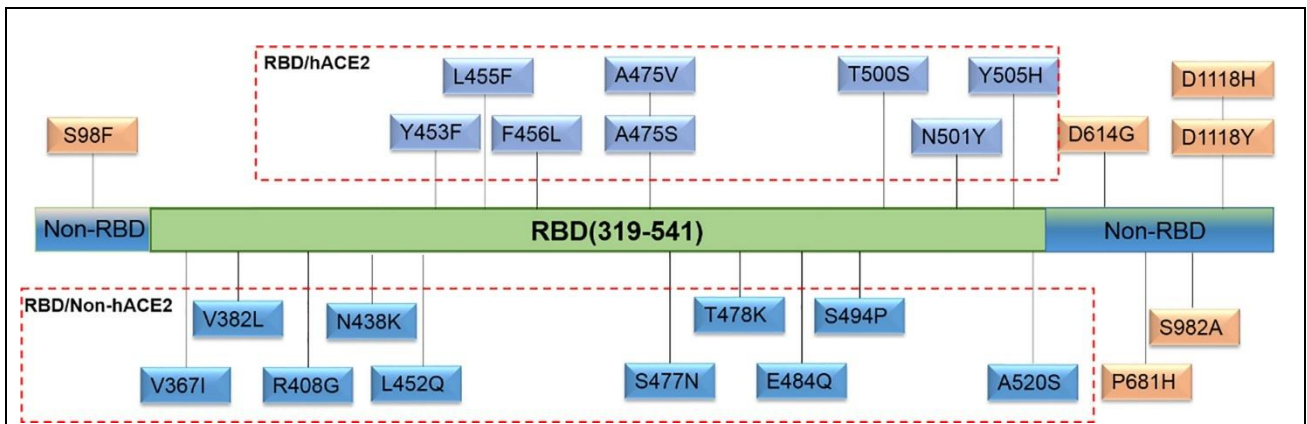 RBD/hACE2
L455F
A475V
T500S
Y505H
D1118H
S98F
Y453F
F456L
A475S
N501Y
D614G
D1118Y
Non-RBD
RBD(319-541)
Non-RBD
RBD/Non-hACE2
V382L
N438K
T478K
S494P
S982A
V367I
R408G
L452Q
S477N
E484Q
A520S
P681H